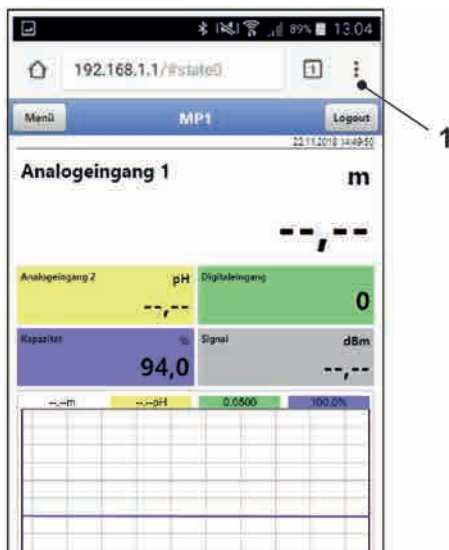 89% 13:04
192.168.1.1/#state0 1
1
Menü MP1 Logout
22.11.2018 14:49:50
Analogeingang 1 m
--,--
Analogeingang 2 pH Digitaleingang
--,-- 0
Kapazität % Signal dBm
94,0 --,--
--.--m --.--pH 0.0500 100.0%